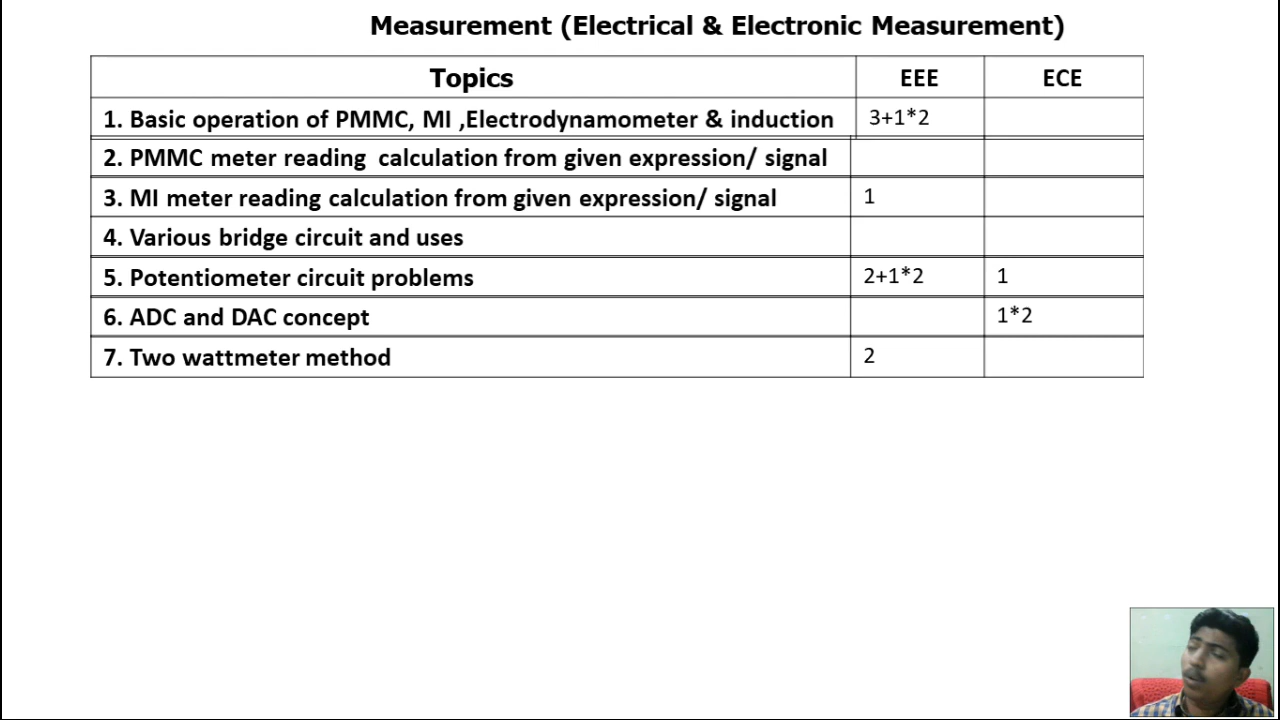 Measurement (Electrical & Electronic Measurement)
Topics EEE ECE
1. Basic operation of PMMC, MI ,Electrodynamometer & induction 3+1*2
2. PMMC meter reading calculation from given expression/ signal
3. MI meter reading calculation from given expression/ signal 1
4. Various bridge circuit and uses
5. Potentiometer circuit problems 2+1*2 1
6. ADC and DAC concept 1*2
7. Two wattmeter method 2